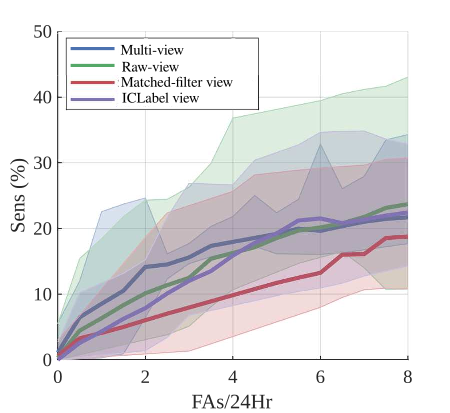 50
40
30
20
10
0
Sens (%)
Multi-view
Raw-view
Matched-filter view
ICLabel view
0 2 4 6 8
FAs/24Hr